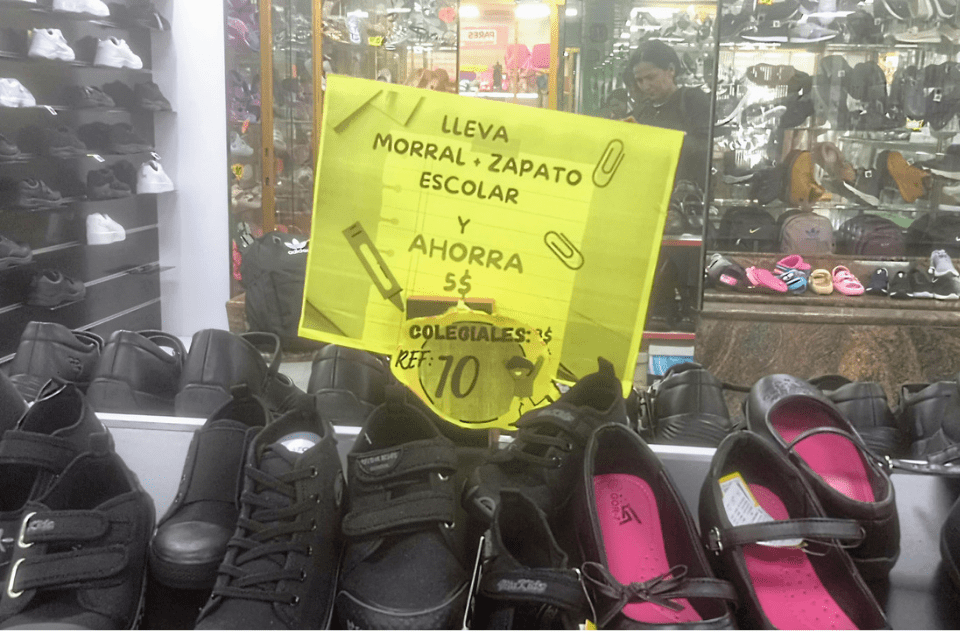 LLEVA
MORRAL + ZAPATO
ESCOLAR
Y
AHORRA
5$
COLEGIALES: $
REF: 10